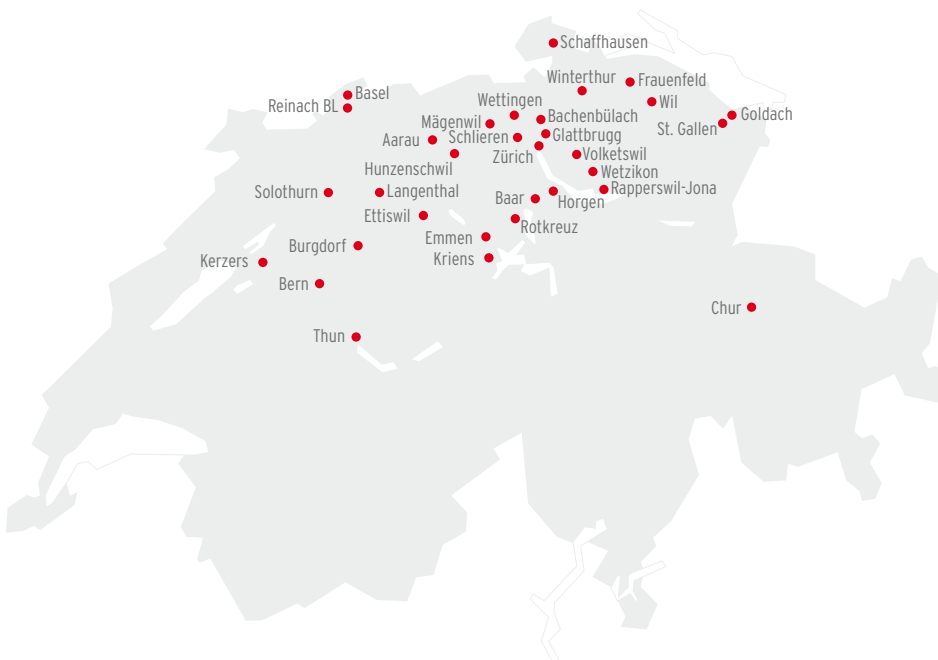 Schaffhausen
Winterthur
Frauenfeld
Basel
Reinach BL
Wettingen
Wil
Mägenwil
Bachenbülach
Goldach
St. Gallen
Aarau
Schlieren
Glattbrugg
Zürich
Volketswil
Hunzenschwil
Wetzikon
Solothurn
Langenthal
Baar
Horgen
Rapperswil-Jona
Ettiswil
Rotkreuz
Emmen
Burgdorf
Kriens
Kerzers
Bern
Chur
Thun